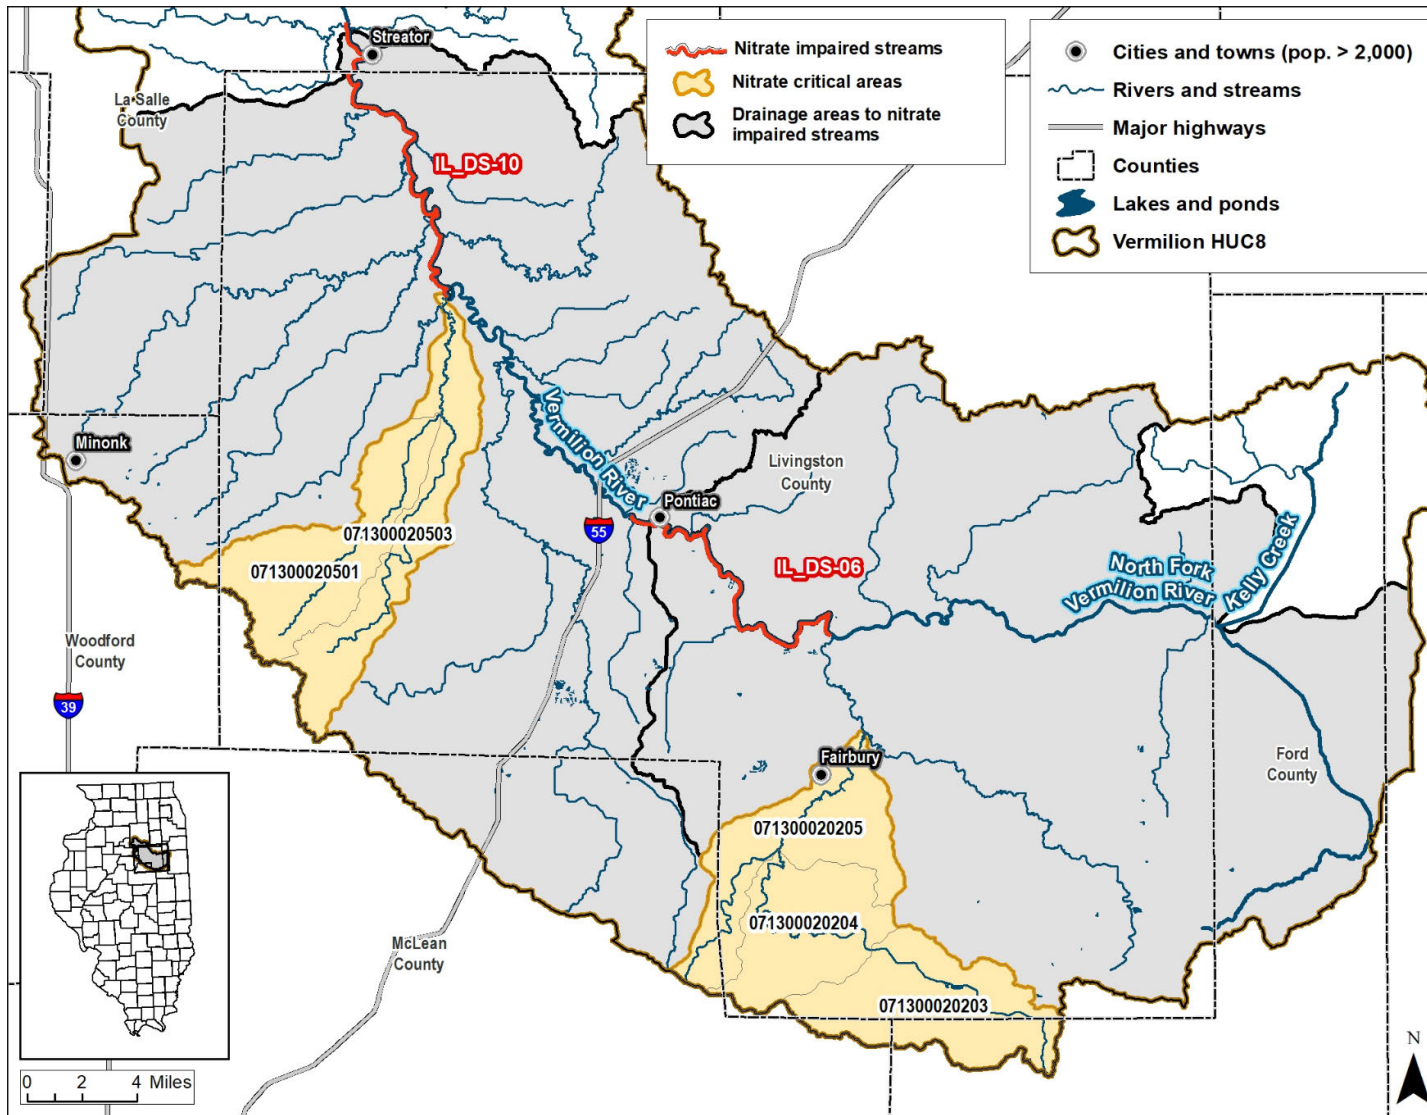 Streator
La Salle
County
IL_DS-10
Nitrate impaired streams
Nitrate critical areas
Drainage areas to nitrate
impaired streams
Cities and towns (pop. > 2,000)
Rivers and streams
Major highways
Counties
Lakes and ponds
Vermilion HUC8
Minonk
Vermilion River
Pontiac
Livingston
County
55
071300020503
071300020501
IL_DS-06
North Fork
Vermilion River
Kelly Creek
Woodford
County
39
Fairbury
Ford
County
071300020205
071300020204
McLean
County
071300020203
N
0 2 4 Miles